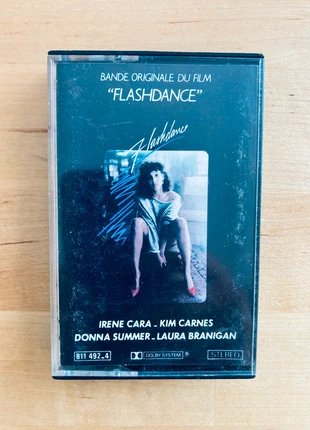 BANDE ORIGINALE DU FILM
"FLASHDANCE"
Flashdance
IRENE CARA - KIM CARNES
DONNA SUMMER - LAURA BRANIGAN
811 492-4 DOLBY SYSTEM ® STEREO